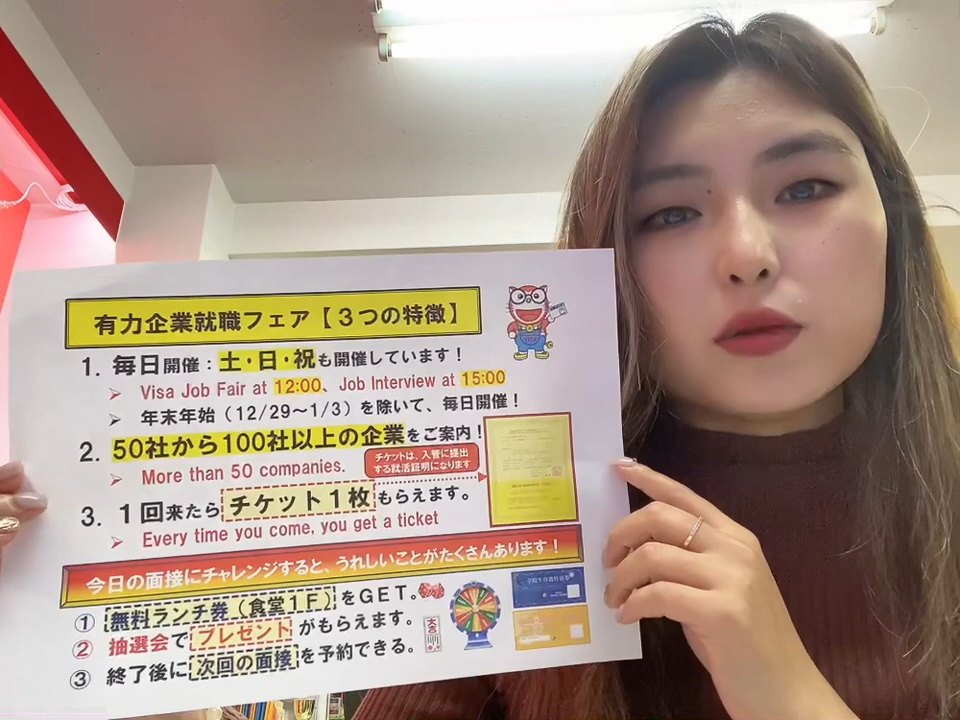 有力企業就職フェア【３つの特徴】
1. 毎日開催：土・日・祝も開催しています！
➢ Visa Job Fair at 12:00、Job Interview at 15:00
➢ 年末年始（12/29～1/3）を除いて、毎日開催！
2. 50社から100社以上の企業をご案内！
➢ More than 50 companies.
チケットは、入管に提出
する就活証明になります
3. １回来たらチケット１枚もらえます。
➢ Every time you come, you get a ticket
今日の面接にチャレンジすると、うれしいことがたくさんあります！
① 無料ランチ券（食堂１Ｆ）をＧＥＴ。
② 抽選会でプレゼントがもらえます。
大吉
③ 終了後に次回の面接を予約できる。